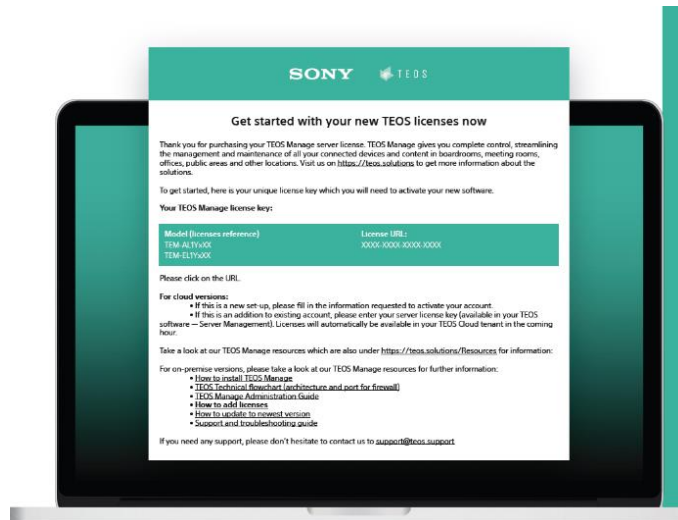 SONY TEOS
Get started with your new TEOS licenses now
Thank you for purchasing your TEOS Manage server license. TEOS Manage gives you complete control, streamlining
the management and maintenance of all your connected devices and content in boardrooms, meeting rooms,
offices, public areas and other locations. Visit us on https://teos.solutions to get more information about the
solutions.
To get started, here is your unique license key which you will need to activate your new software.
Your TEOS Manage license key:
Model (licenses reference) License URL:
TEM-AL1YxXX XXXX-XXXX-XXXX-XXXX
TEM-EL1YxXX
Please click on the URL.
For cloud versions:
• If this is a new set-up, please fill in the information requested to activate your account.
• If this is an addition to existing account, please enter your server license key (available in your TEOS
software — Server Management). Licenses will automatically be available in your TEOS Cloud tenant in the coming
hour.
Take a look at our TEOS Manage resources which are also under https://teos.solutions/Resources for information:
For on-premise versions, please take a look at our TEOS Manage resources for further information:
• How to install TEOS Manage
• TEOS Technical flowchart (architecture and port for firewall)
• TEOS Manage Administration Guide
• How to add licenses
• How to update to newest version
• Support and troubleshooting guide
If you need any support, please don't hesitate to contact us to support@teos.support